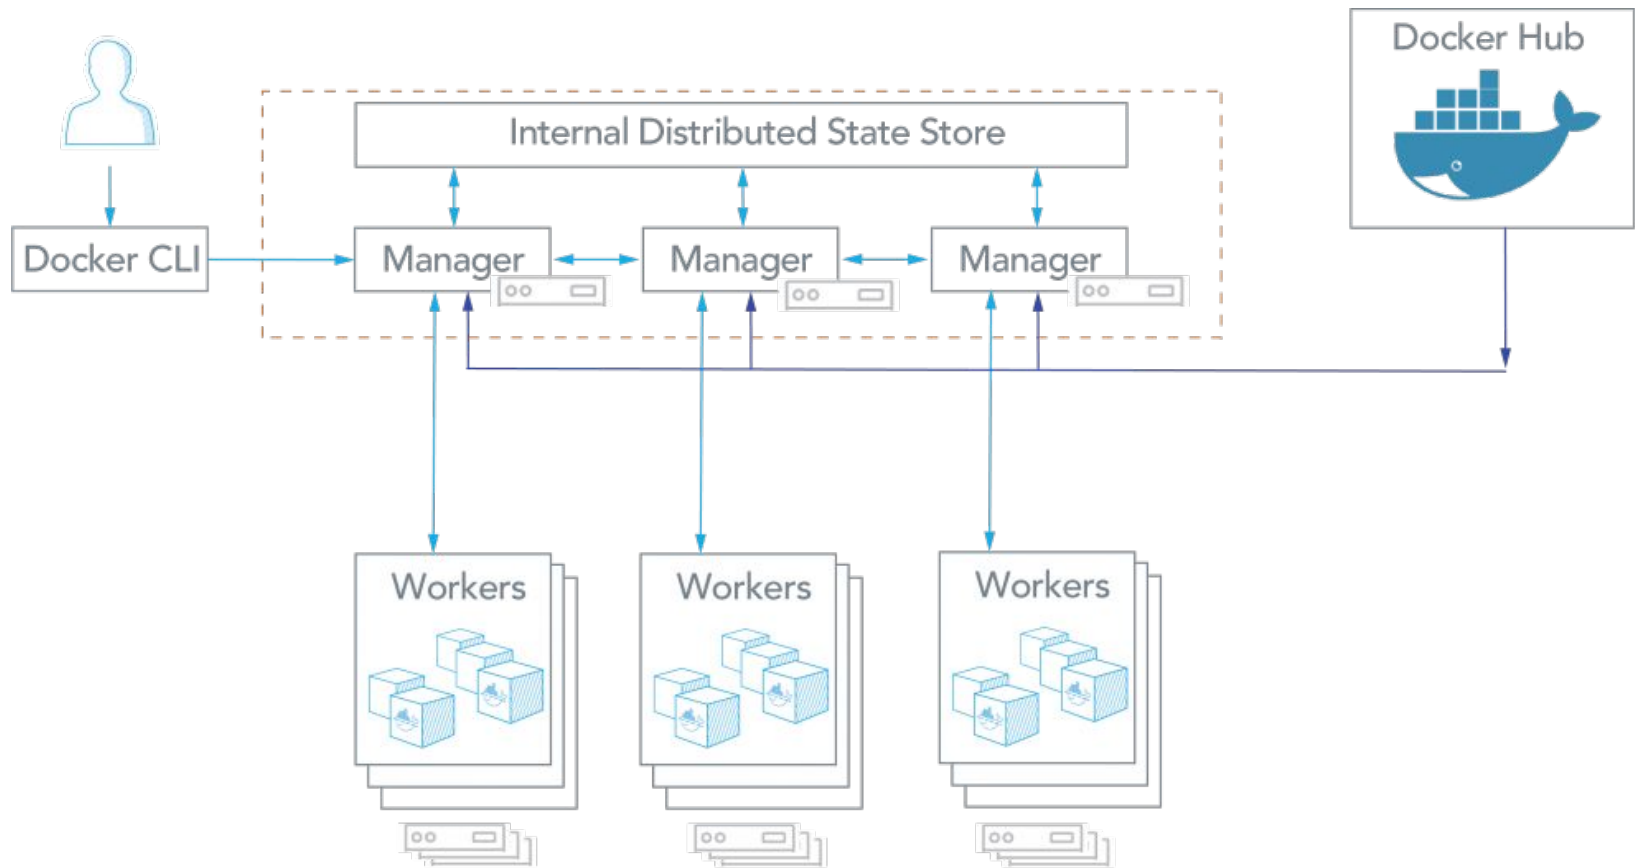 Docker Hub
Internal Distributed State Store
Docker CLI
Manager
Manager
Manager
Workers
Workers
Workers